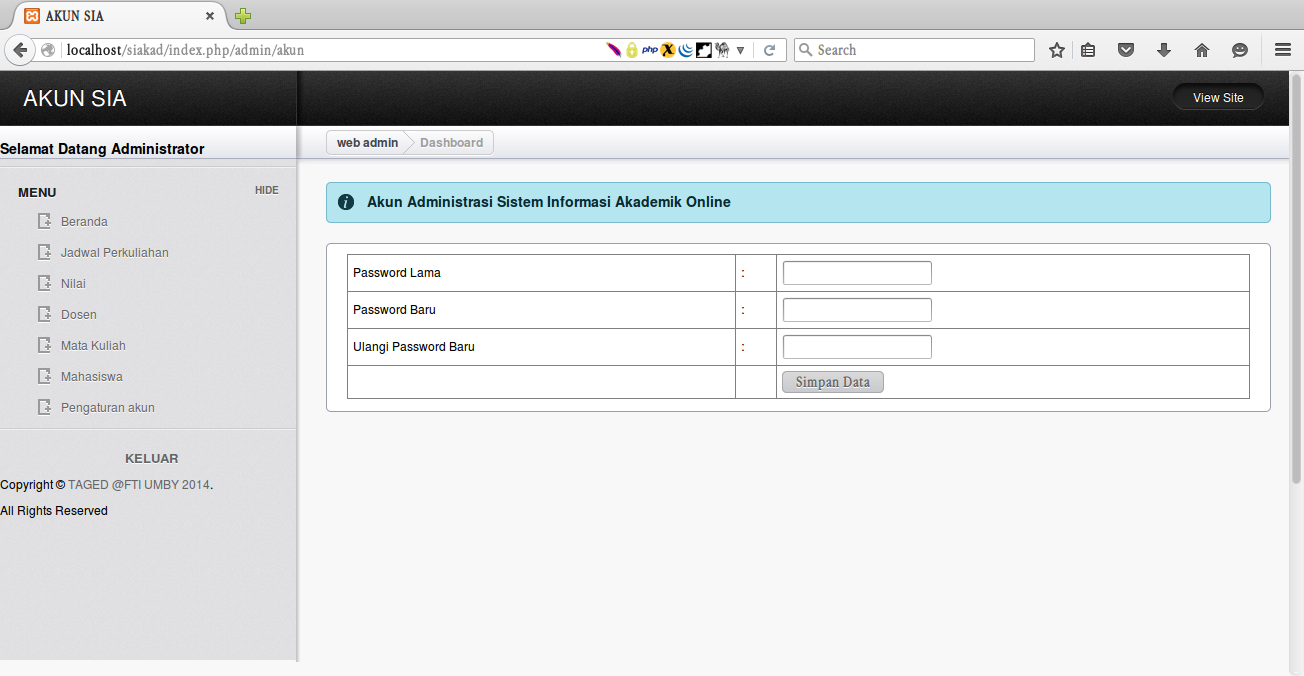 AKUN SIA
localhost/siakad/index.php/admin/akun
php
Search
AKUN SIA
View Site
Selamat Datang Administrator
web admin
Dashboard
MENU
HIDE
Beranda
Jadwal Perkuliahan
Nilai
Dosen
Mata Kuliah
Mahasiswa
Pengaturan akun
KELUAR
Copyright © TAGED @FTI UMBY 2014.
All Rights Reserved
Akun Administrasi Sistem Informasi Akademik Online
Password Lama :
Password Baru :
Ulangi Password Baru :
Simpan Data